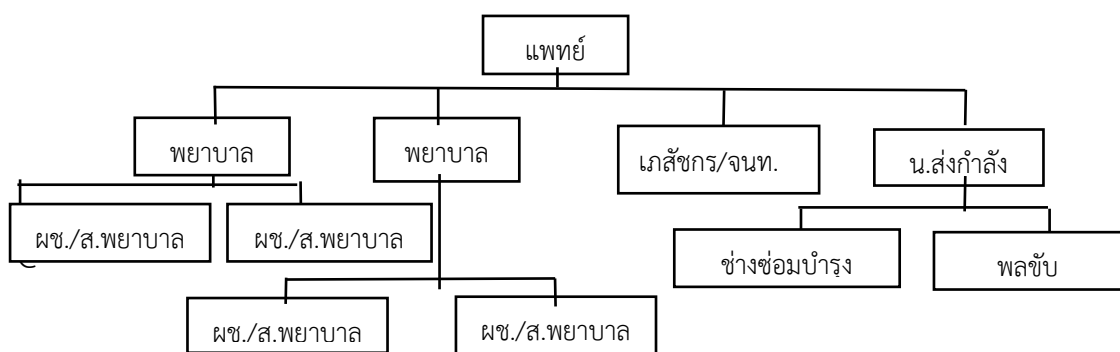 แพทย์
พยาบาล
พยาบาล
เภสัชกร/จนท.
น.ส่งกำลัง
ผช./ส.พยาบาล
ผช./ส.พยาบาล
ช่างซ่อมบำรุง
พลขับ
ผช./ส.พยาบาล
ผช./ส.พยาบาล